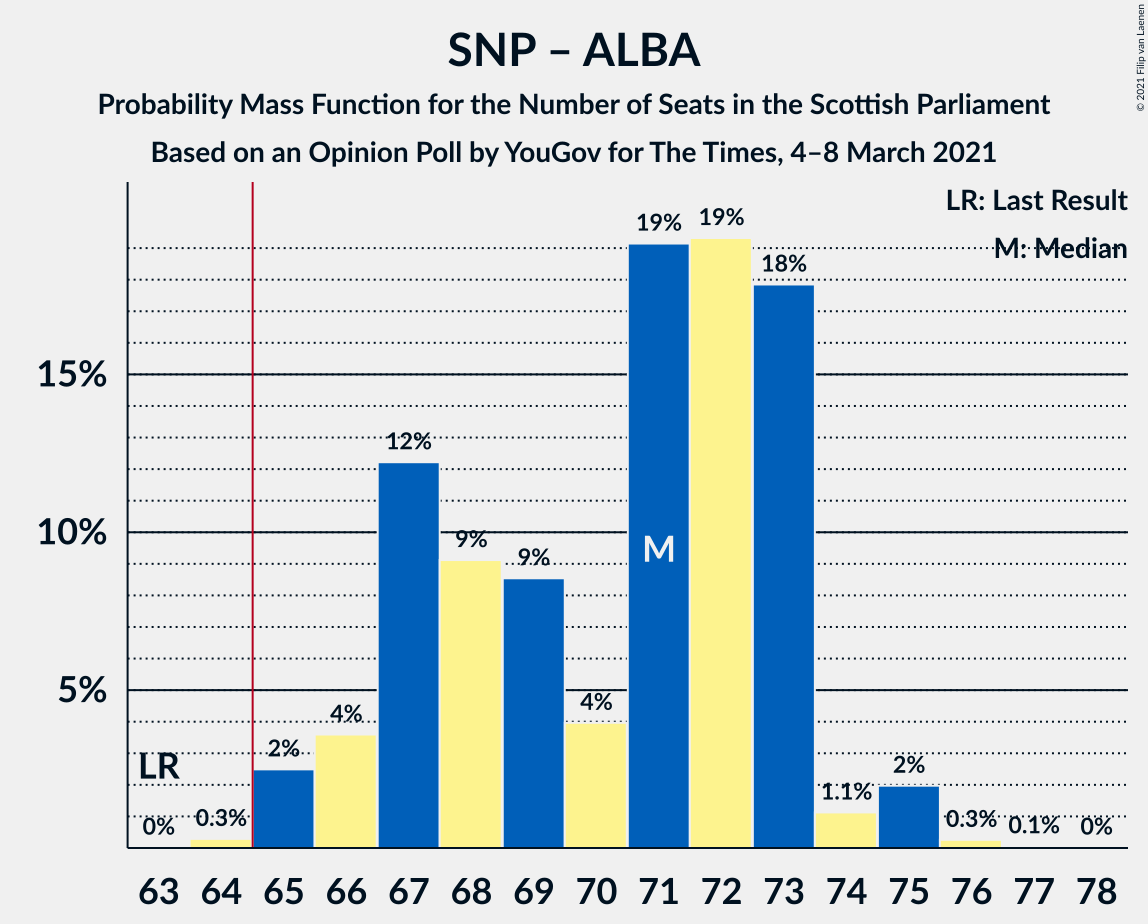 SNP – ALBA
Probability Mass Function for the Number of Seats in the Scottish Parliament
Based on an Opinion Poll by YouGov for The Times, 4–8 March 2021
© 2021 Filip van Laenen
LR: Last Result
M: Median
15%
10%
5%
LR
0%
0.3%
2%
4%
12%
9%
9%
4%
19%
19%
18%
1.1%
2%
0.3%
0.1%
0%
M
63 64 65 66 67 68 69 70 71 72 73 74 75 76 77 78